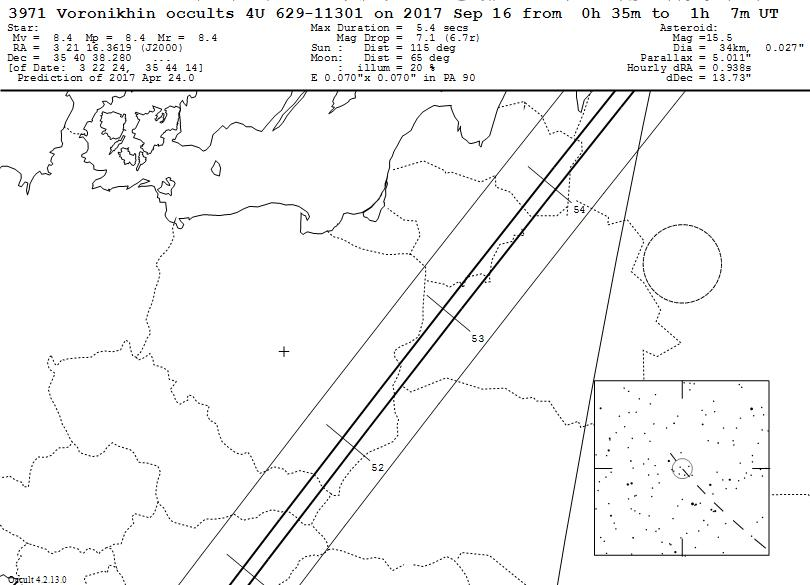 3971 Voronikhin occults 4U 629-11301 on 2017 Sep 16 from 0h 35m to 1h 7m UT
Star:
Mv = 8.4 Mp = 8.4 Mr = 8.4
RA = 3 21 16.3619 (J2000)
Dec = 35 40 38.280 ...
[of Date: 3 22 24, 35 44 14]
Prediction of 2017 Apr 24.0
Max Duration = 5.4 secs
Mag Drop = 7.1 (6.7r)
Sun : Dist = 115 deg
Moon: Dist = 65 deg
: illum = 20 %
E 0.070"x 0.070" in PA 90
Asteroid:
Mag =15.5
Dia = 34km, 0.027"
Parallax = 5.011"
Hourly dRA = 0.938s
dDec = 13.73"
54
53
52
Occult 4.2.13.0